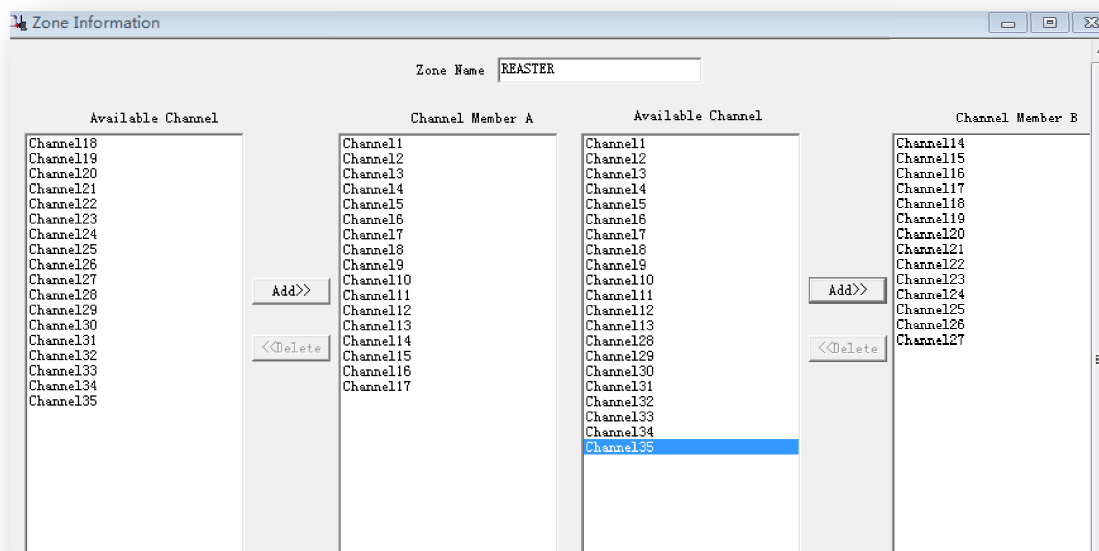 Zone Information
Zone Name REASTER
Available Channel
Channel18
Channel19
Channel20
Channel21
Channel22
Channel23
Channel24
Channel25
Channel26
Channel27
Channel28
Channel29
Channel30
Channel31
Channel32
Channel33
Channel34
Channel35
Add>>
<<Delete
Channel Member A
Channel1
Channel2
Channel3
Channel4
Channel5
Channel6
Channel7
Channel8
Channel9
Channel10
Channel11
Channel12
Channel13
Channel14
Channel15
Channel16
Channel17
Available Channel
Channel1
Channel2
Channel3
Channel4
Channel5
Channel6
Channel7
Channel8
Channel9
Channel10
Channel11
Channel12
Channel13
Channel28
Channel29
Channel30
Channel31
Channel32
Channel33
Channel34
Channel35
Add>>
<<Delete
Channel Member B
Channel14
Channel15
Channel16
Channel17
Channel18
Channel19
Channel20
Channel21
Channel22
Channel23
Channel24
Channel25
Channel26
Channel27